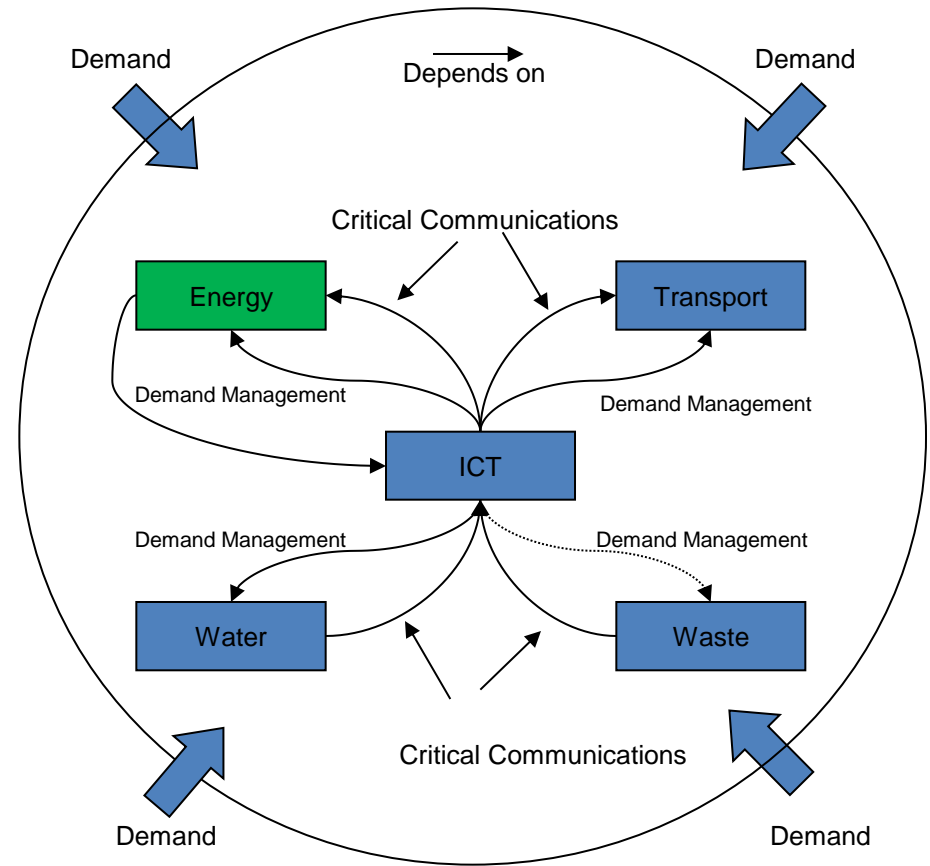 Demand
Demand
Depends on
Critical Communications
Energy
Transport
Demand Management
Demand Management
ICT
Demand Management
Demand Management
Water
Waste
Critical Communications
Demand
Demand